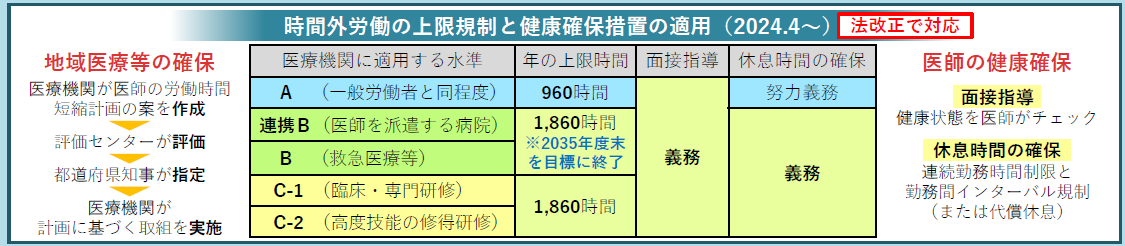 時間外労働の上限規制と健康確保措置の適用（2024.4～） 法改正で対応
地域医療等の確保
医療機関が医師の労働時間
短縮計画の案を作成
評価センターが評価
都道府県知事が指定
医療機関が
計画に基づく取組を実施
医療機関に適用する水準 年の上限時間 面接指導 休息時間の確保
A （一般労働者と同程度） 960時間 努力義務
連携B （医師を派遣する病院） 1,860時間
※2035年度末
を目標に終了
B （救急医療等）
義務 義務
C-1 （臨床・専門研修） 1,860時間
C-2 （高度技能の修得研修）
医師の健康確保
面接指導
健康状態を医師がチェック
休息時間の確保
連続勤務時間制限と
勤務間インターバル規制
（または代償休息）